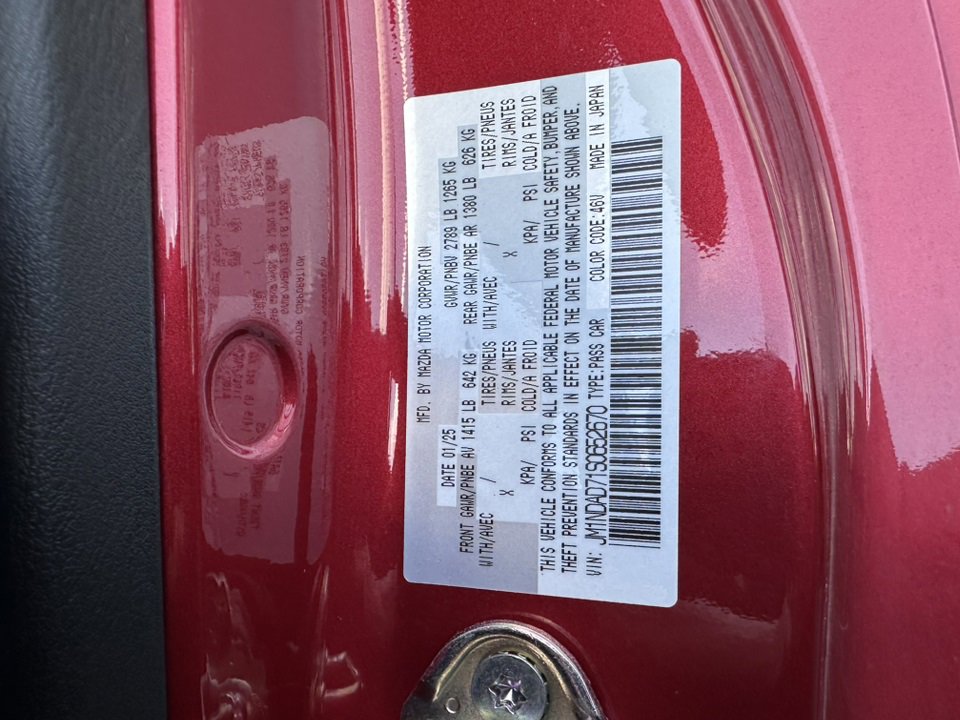 MFD. BY MAZDA MOTOR CORPORATION
DATE 01/25 GVWR/PNBV 2789 LB 1265 KG
FRONT GAWR/PNBE AV 1415 LB 642 KG REAR GAWR/PNBE AR 1380 LB 626 KG
WITH/AVEC / TIRES/PNEUS WITH/AVEC / TIRES/PNEUS
X RIMS/JANTES X RIMS/JANTES
KPA/ PSI COLD/A FROID KPA/ PSI COLD/A FROID
THIS VEHICLE CONFORMS TO ALL APPLICABLE FEDERAL MOTOR VEHICLE SAFETY, BUMPER, AND
THEFT PREVENTION STANDARDS IN EFFECT ON THE DATE OF MANUFACTURE SHOWN ABOVE.
VIN: JM1NDAD71S0652670 TYPE:PASS CAR COLOR CODE:46V MADE IN JAPAN